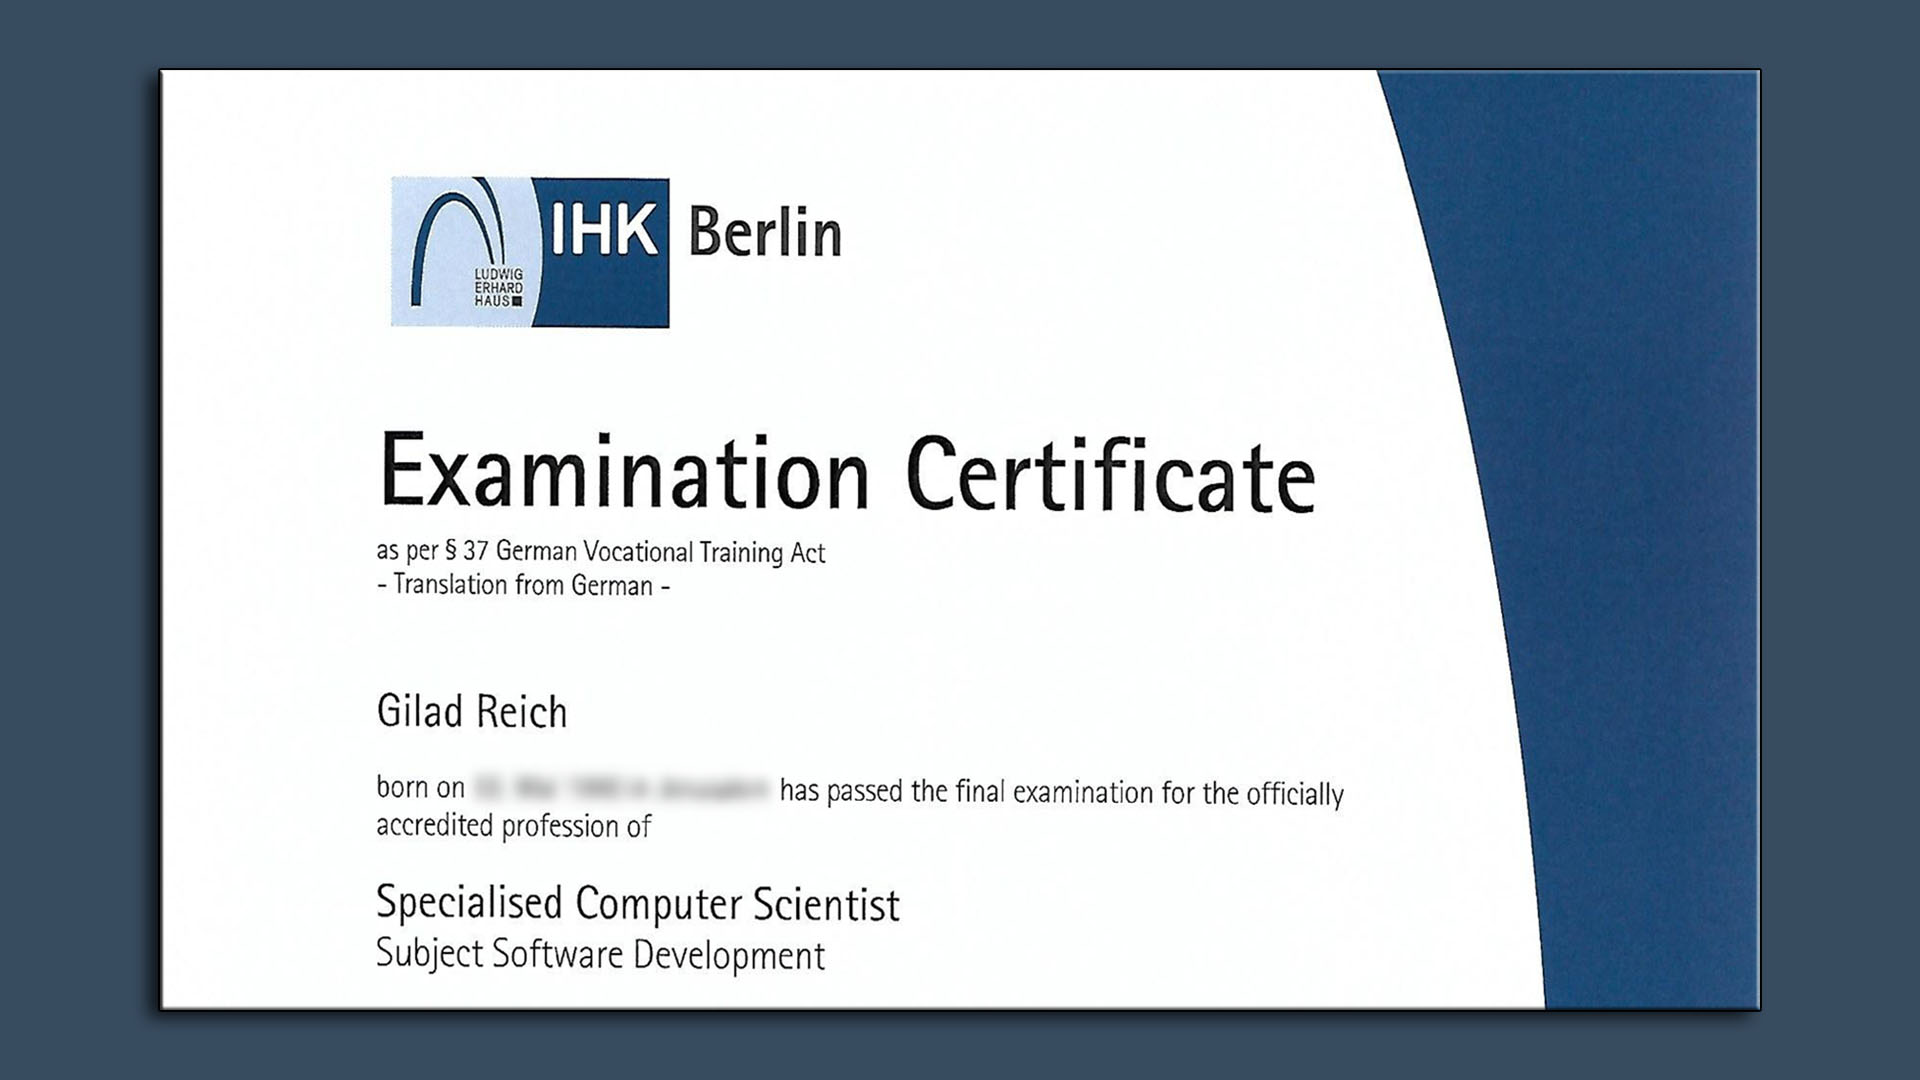 LUDWIG
ERHARD
HAUS
IHK Berlin
Examination Certificate
as per § 37 German Vocational Training Act
- Translation from German -
Gilad Reich
born on has passed the final examination for the officially
accredited profession of
Specialised Computer Scientist
Subject Software Development